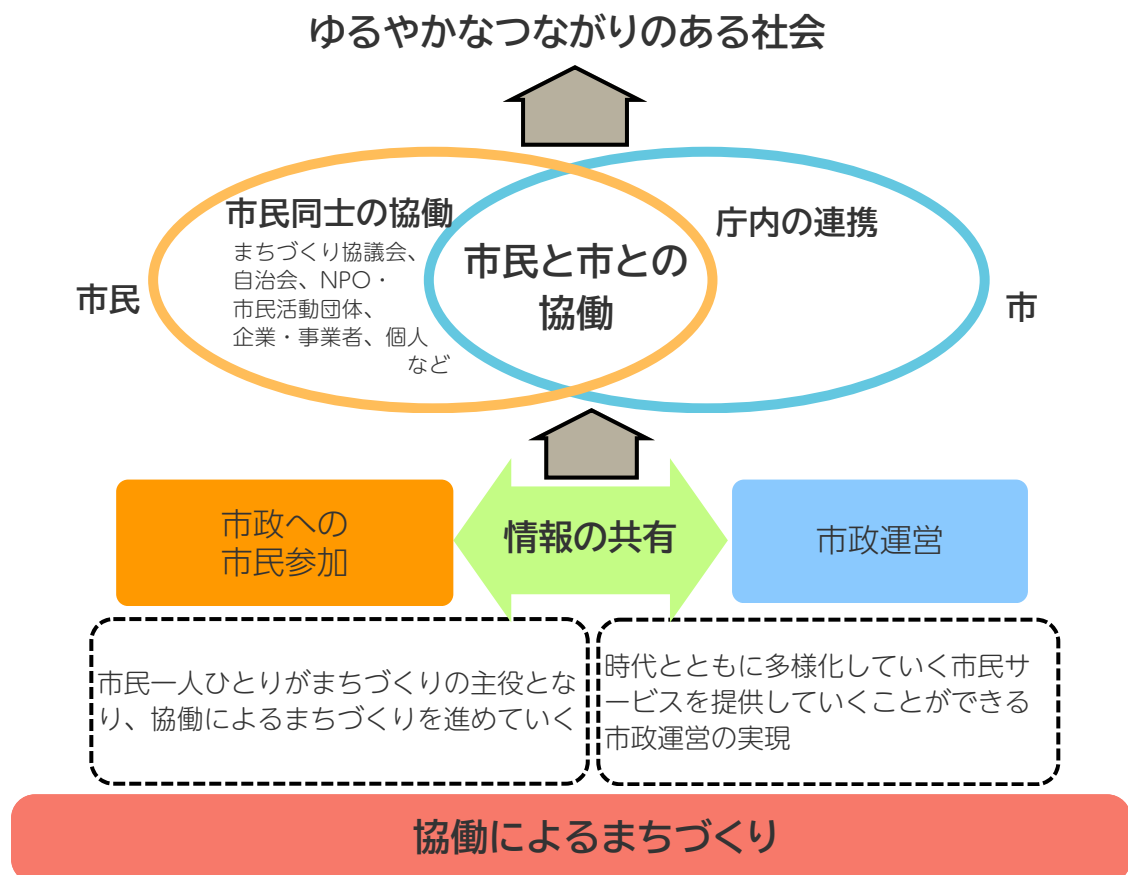 ゆるやかなつながりのある社会
市民同士の協働
まちづくり協議会、
自治会、NPO・
市民活動団体、
企業・事業者、個人
など
市民
市民と市との
協働
庁内の連携
市
市政への
市民参加
情報の共有
市政運営
市民一人ひとりがまちづくりの主役とな
り、協働によるまちづくりを進めていく
時代とともに多様化していく市民サ
ービスを提供していくことができる
市政運営の実現
協働によるまちづくり